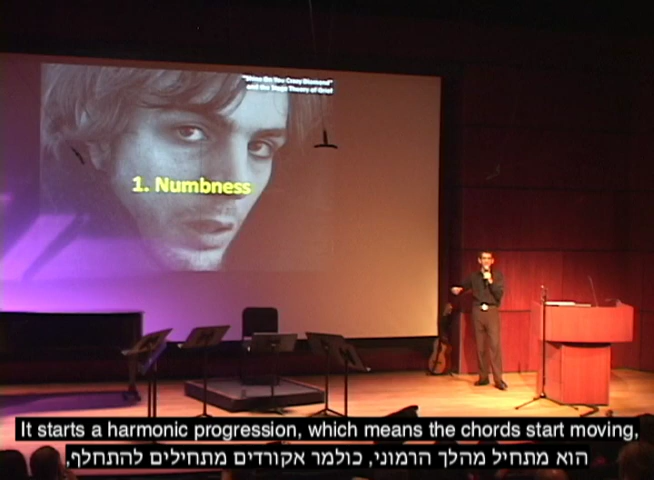 "Shine On You Crazy Diamond"
and the Stage Theory of Grief
1. Numbness
It starts a harmonic progression, which means the chords start moving,
הוא מתחיל מהלך הרמוני, כולמר אקורדים מתחילים להתחלף,